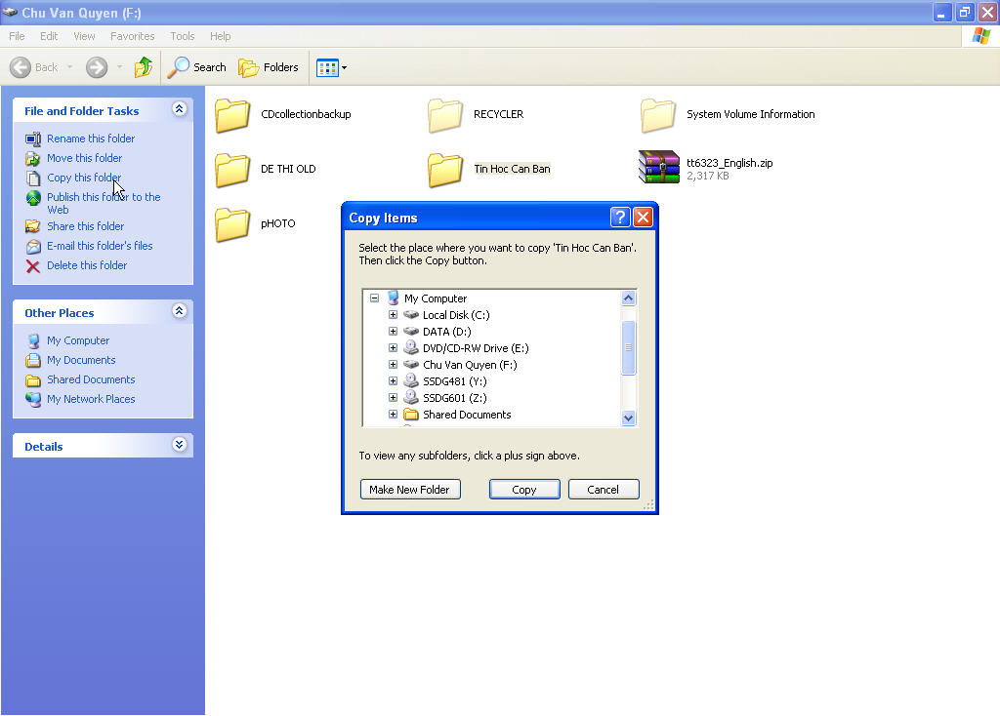 Chu Van Quyen (F:)
File Edit View Favorites Tools Help
Back Search Folders
File and Folder Tasks
Rename this folder
Move this folder
Copy this folder
Publish this folder to the
Web
Share this folder
E-mail this folder's files
Delete this folder
Other Places
My Computer
My Documents
Shared Documents
My Network Places
Details
CDcollectionbackup
RECYCLER
System Volume Information
DE THI OLD
Tin Hoc Can Ban
tt6323_English.zip
2,317 KB
pHOTO
Copy Items
Select the place where you want to copy 'Tin Hoc Can Ban'.
Then click the Copy button.
My Computer
Local Disk (C:)
DATA (D:)
DVD/CD-RW Drive (E:)
Chu Van Quyen (F:)
SSDG481 (Y:)
SSDG601 (Z:)
Shared Documents
To view any subfolders, click a plus sign above.
Make New Folder Copy Cancel